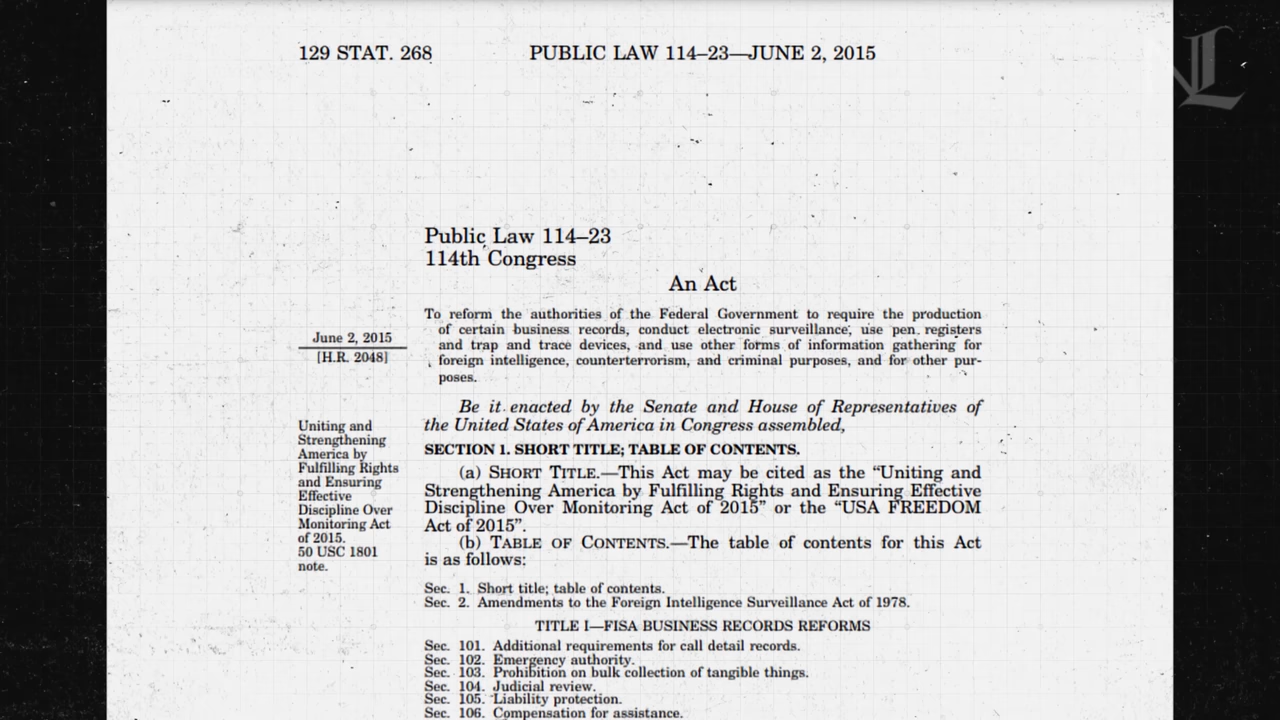 129 STAT. 268
PUBLIC LAW 114–23—JUNE 2, 2015
Public Law 114–23
114th Congress
An Act
To reform the authorities of the Federal Government to require the production
of certain business records, conduct electronic surveillance, use pen registers
and trap and trace devices, and use other forms of information gathering for
foreign intelligence, counterterrorism, and criminal purposes, and for other pur-
poses.
June 2, 2015
[H.R. 2048]
Be it enacted by the Senate and House of Representatives of
the United States of America in Congress assembled,
Uniting and
Strengthening
America by
Fulfilling Rights
and Ensuring
Effective
Discipline Over
Monitoring Act
of 2015.
50 USC 1801
note.
SECTION 1. SHORT TITLE; TABLE OF CONTENTS.
(a) SHORT TITLE.—This Act may be cited as the “Uniting and
Strengthening America by Fulfilling Rights and Ensuring Effective
Discipline Over Monitoring Act of 2015” or the “USA FREEDOM
Act of 2015”.
(b) TABLE OF CONTENTS.—The table of contents for this Act
is as follows:
Sec. 1. Short title; table of contents.
Sec. 2. Amendments to the Foreign Intelligence Surveillance Act of 1978.
TITLE I—FISA BUSINESS RECORDS REFORMS
Sec. 101. Additional requirements for call detail records.
Sec. 102. Emergency authority.
Sec. 103. Prohibition on bulk collection of tangible things.
Sec. 104. Judicial review.
Sec. 105. Liability protection.
Sec. 106. Compensation for assistance.